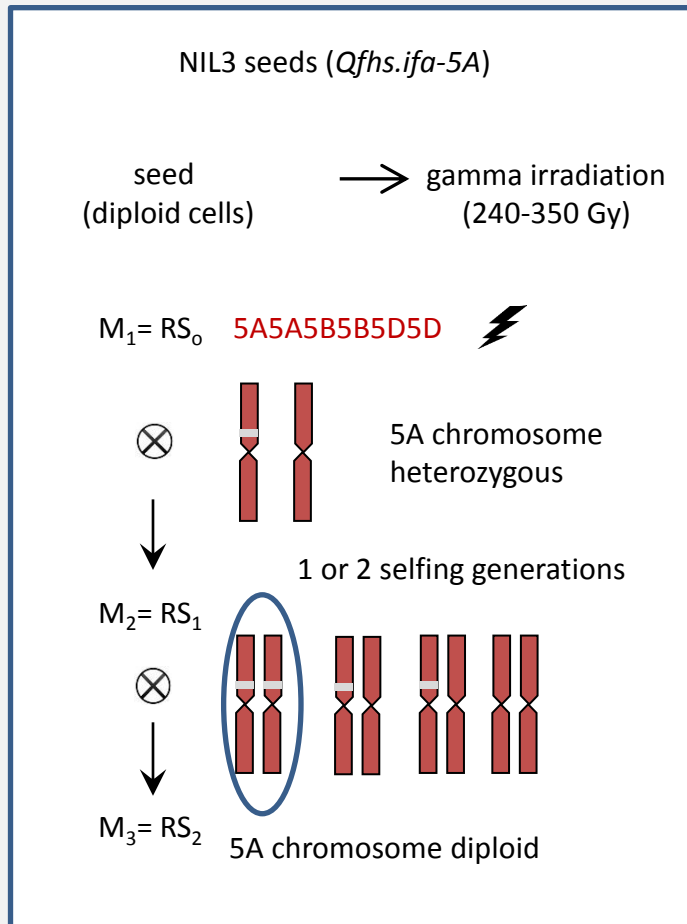 NIL3 seeds (Qfhs.ifa-5A)
seed
(diploid cells)
gamma irradiation
(240-350 Gy)
M₁= RSₒ 5A5A5B5B5D5D
5A chromosome
heterozygous
1 or 2 selfing generations
M₂= RS₁
M₃= RS₂
5A chromosome diploid